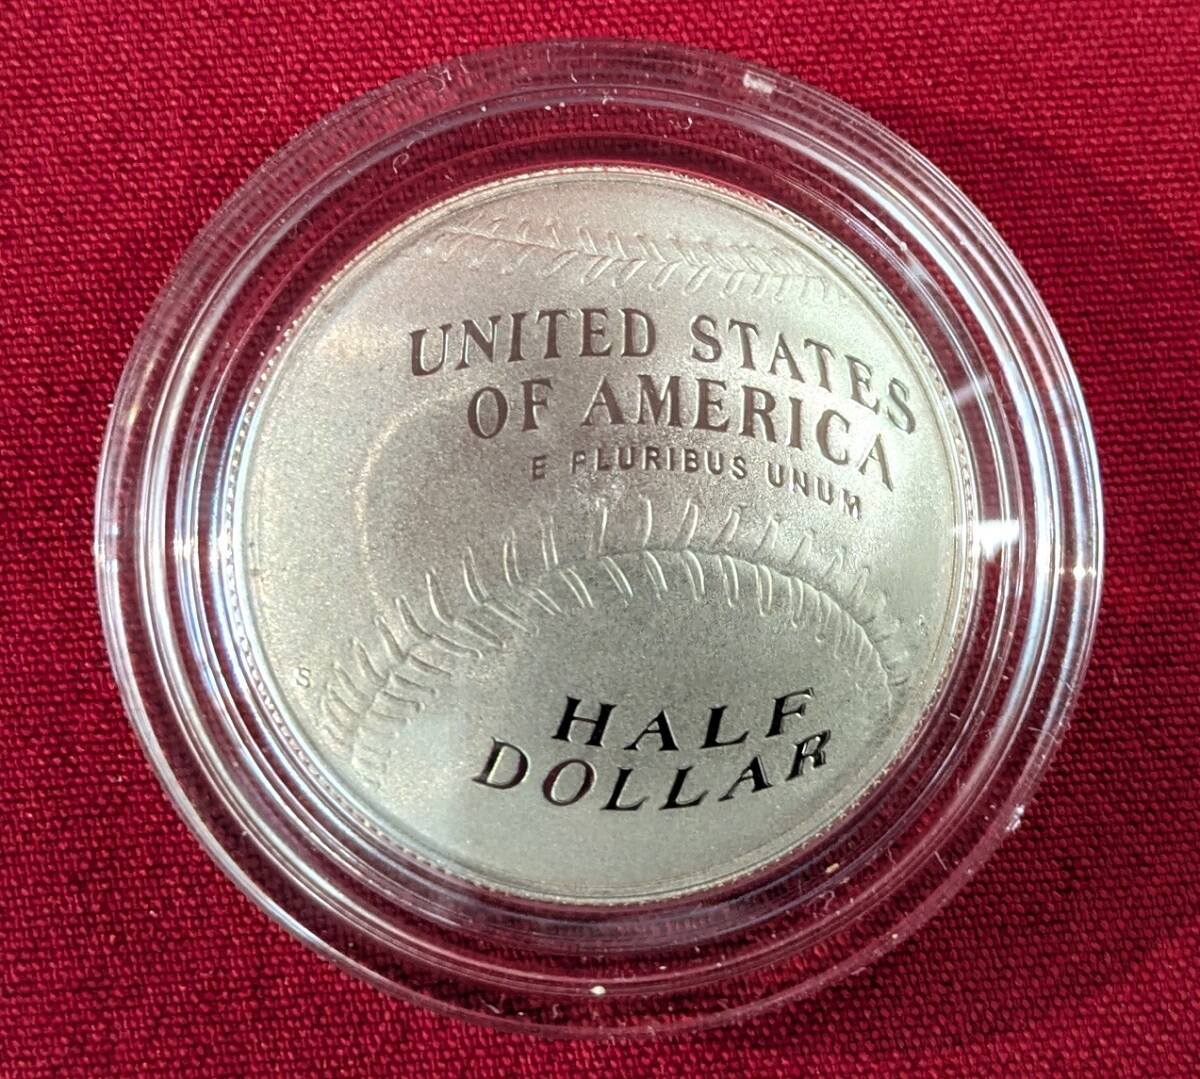 UNITED STATES
OF AMERICA
E PLURIBUS UNUM
S
HALF
DOLLAR